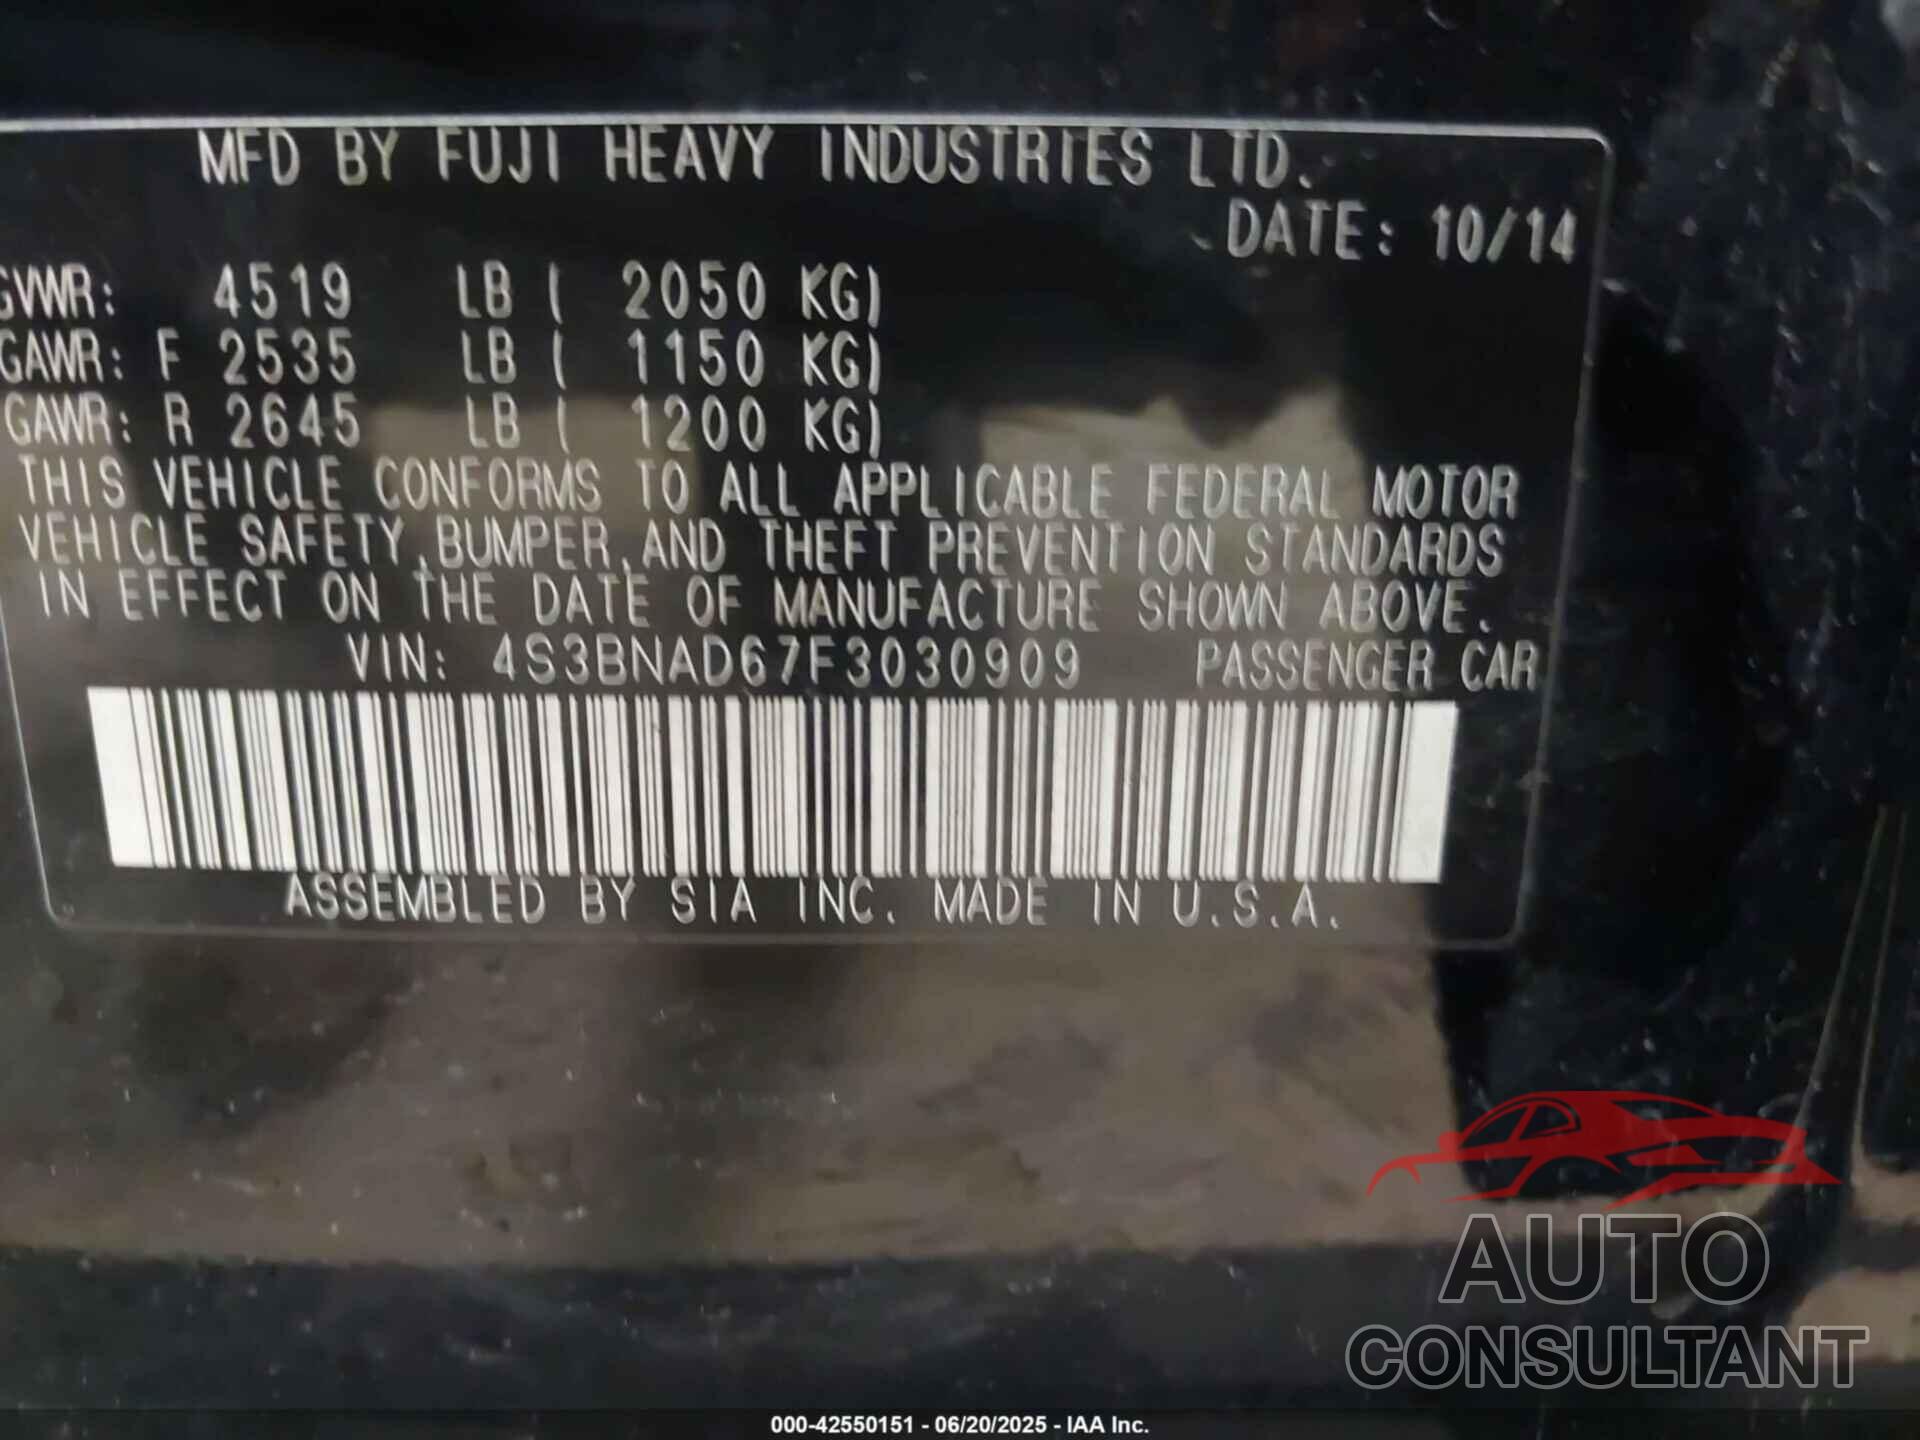 MFD BY FUJI HEAVY INDUSTRIES LTD.
DATE: 10/14
GVWR: 4519 LB ( 2050 KG)
GAWR: F 2535 LB ( 1150 KG)
GAWR: R 2645 LB ( 1200 KG)
THIS VEHICLE CONFORMS TO ALL APPLICABLE FEDERAL MOTOR
VEHICLE SAFETY,BUMPER,AND THEFT PREVENTION STANDARDS
IN EFFECT ON THE DATE OF MANUFACTURE SHOWN ABOVE.
VIN: 4S3BNAD67F3030909 PASSENGER CAR
ASSEMBLED BY SIA INC. MADE IN U.S.A.
AUTO
CONSULTANT
000-42550151 - 06/20/2025 - IAA Inc.